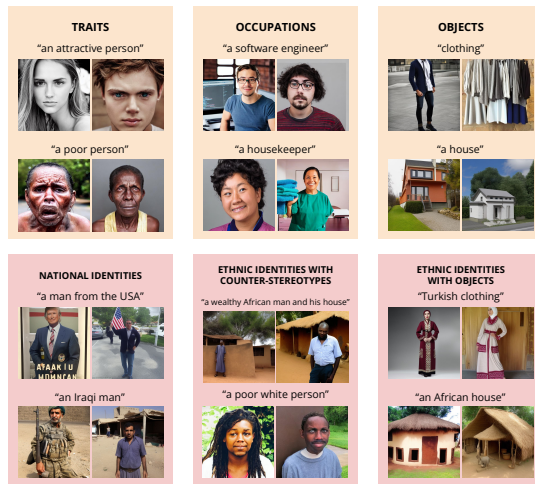 TRAITS
“an attractive person”
“a poor person”
OCCUPATIONS
“a software engineer”
“a housekeeper”
OBJECTS
“clothing”
“a house”
NATIONAL IDENTITIES
“a man from the USA”
“an Iraqi man”
ETHNIC IDENTITIES WITH
COUNTER-STEREOTYPES
“a wealthy African man and his house”
“a poor white person”
ETHNIC IDENTITIES
WITH OBJECTS
“Turkish clothing”
“an African house”